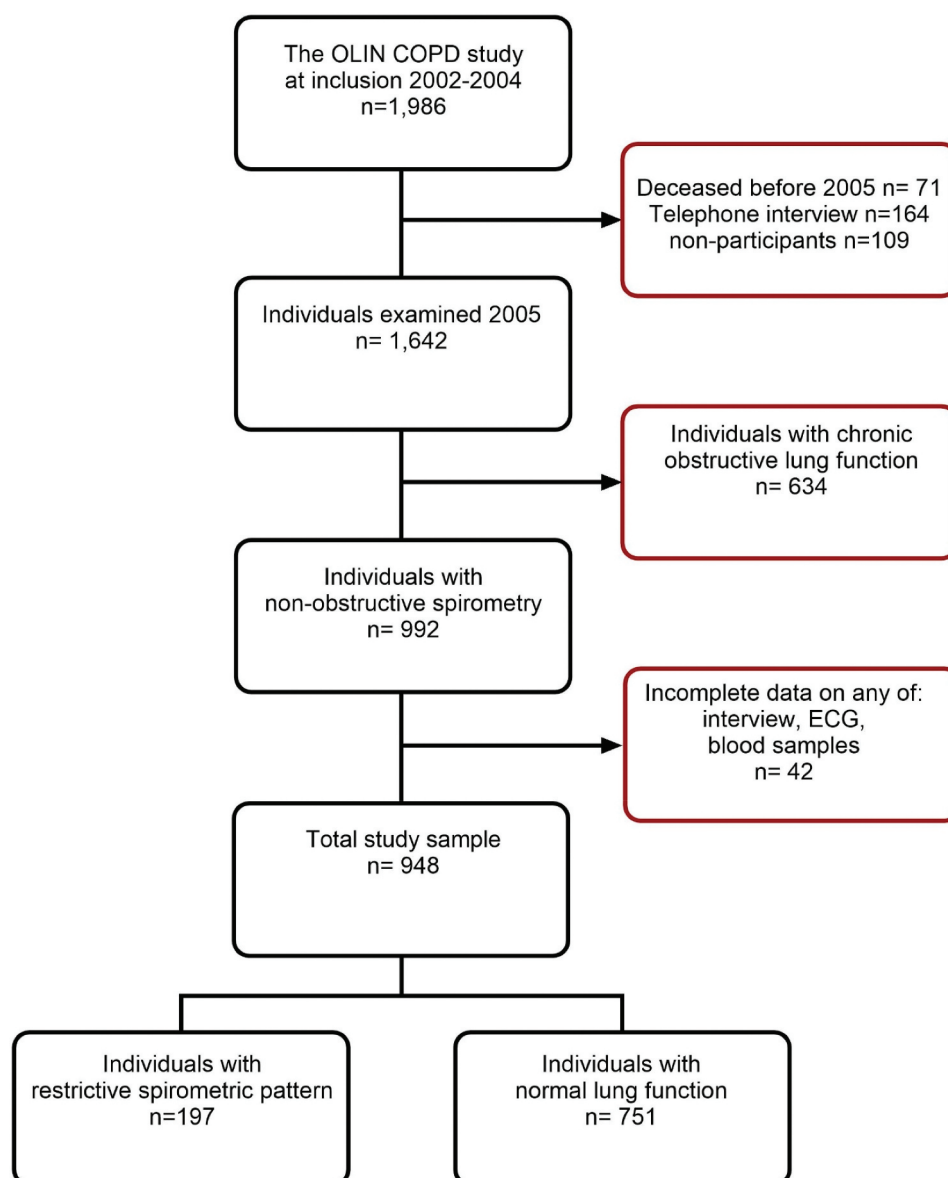 The OLIN COPD study
at inclusion 2002-2004
n=1,986
Deceased before 2005 n= 71
Telephone interview n=164
non-participants n=109
Individuals examined 2005
n= 1,642
Individuals with chronic
obstructive lung function
n= 634
Individuals with
non-obstructive spirometry
n= 992
Incomplete data on any of:
interview, ECG,
blood samples
n= 42
Total study sample
n= 948
Individuals with
restrictive spirometric pattern
n=197
Individuals with
normal lung function
n= 751